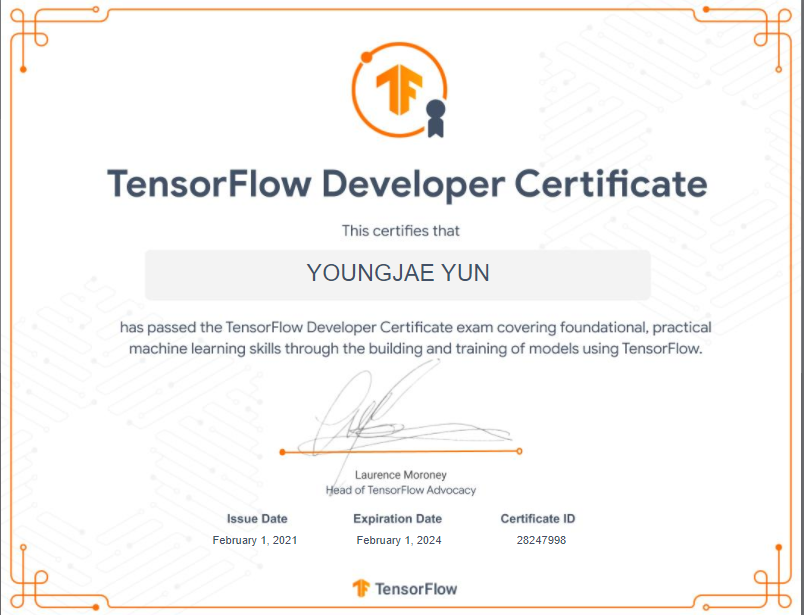 TensorFlow Developer Certificate
This certifies that
YOUNGJAE YUN
has passed the TensorFlow Developer Certificate exam covering foundational, practical
machine learning skills through the building and training of models using TensorFlow.
Laurence Moroney
Head of TensorFlow Advocacy
Issue Date Expiration Date Certificate ID
February 1, 2021 February 1, 2024 28247998
TensorFlow